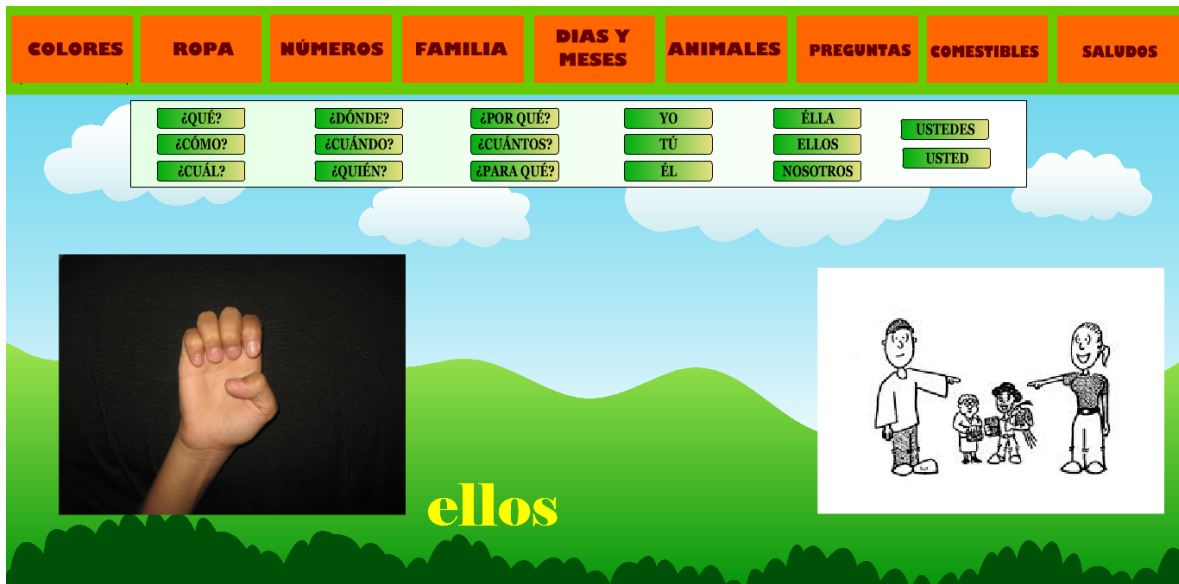 COLORES
ROPA
NÚMEROS
FAMILIA
DIAS Y
MESES
ANIMALES
PREGUNTAS
COMESTIBLES
SALUDOS
¿QUÉ?
¿DÓNDE?
¿POR QUÉ?
YO
ÉLLA
USTEDES
¿CÓMO?
¿CUÁNDO?
¿CUÁNTOS?
TÚ
ELLOS
USTED
¿CUÁL?
¿QUIÉN?
¿PARA QUÉ?
ÉL
NOSOTROS
ellos